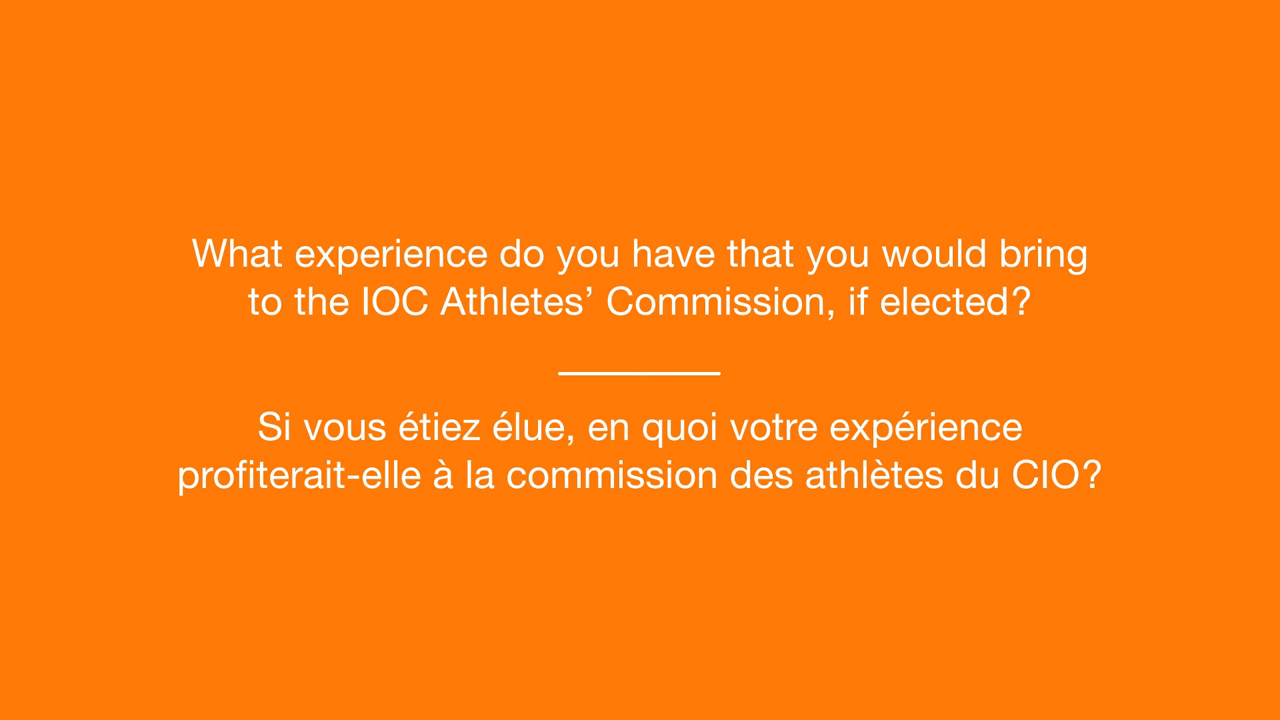 What experience do you have that you would bring
to the IOC Athletes’ Commission, if elected?
Si vous étiez élue, en quoi votre expérience
profiterait-elle à la commission des athlètes du CIO?